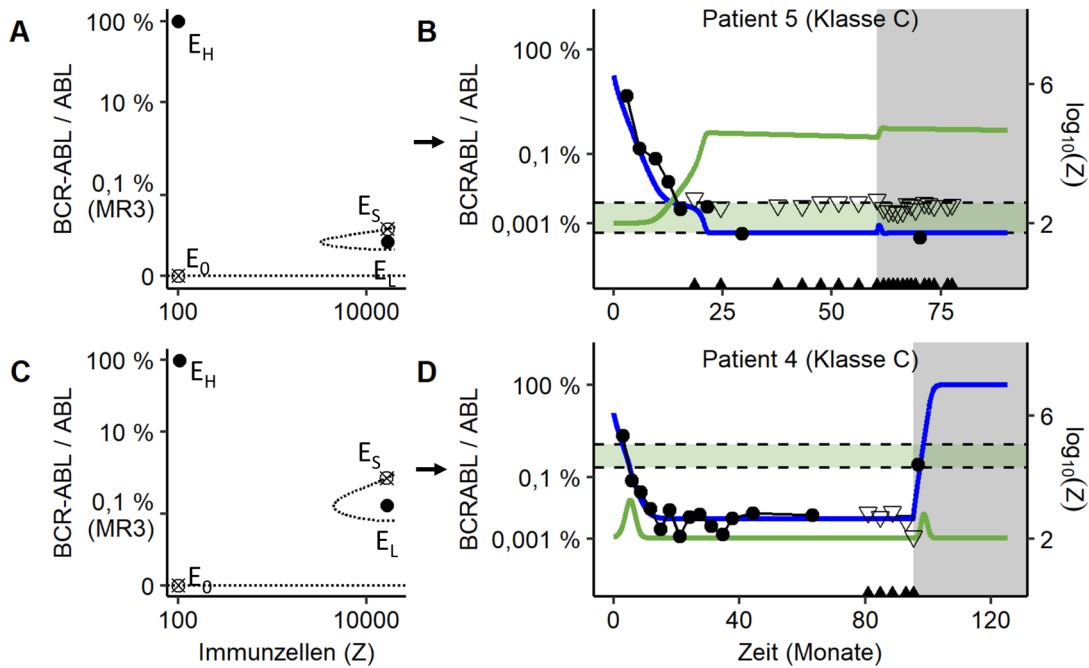 A
BCR-ABL / ABL
100 %
10 %
0,1 %
(MR3)
0
E_H
E_S
E_L
E_0
100
10000
B
Patient 5 (Klasse C)
BCRABL / ABL
100 %
0,1 %
0,001 %
log₁₀(Z)
6
2
0
25
50
75
C
BCR-ABL / ABL
100 %
10 %
0,1 %
(MR3)
0
E_H
E_S
E_L
E_0
100
10000
Immunzellen (Z)
D
Patient 4 (Klasse C)
BCRABL / ABL
100 %
0,1 %
0,001 %
log₁₀(Z)
6
2
0
40
80
120
Zeit (Monate)